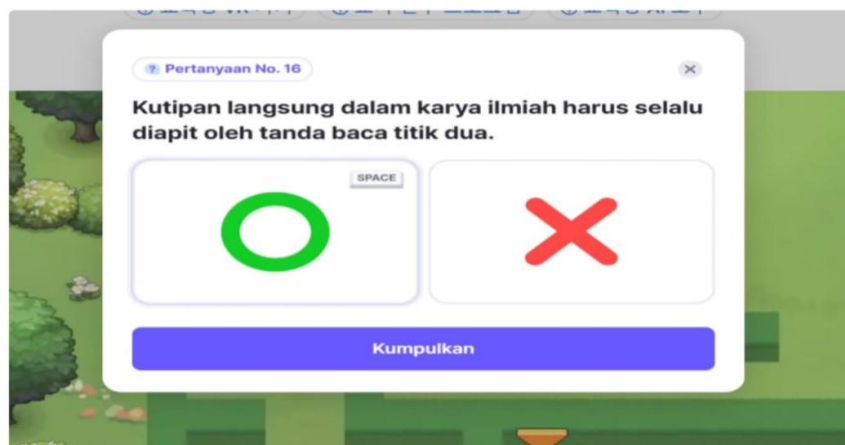 Pertanyaan No. 16
Kutipan langsung dalam karya ilmiah harus selalu
diapit oleh tanda baca titik dua.
SPACE
Kumpulkan